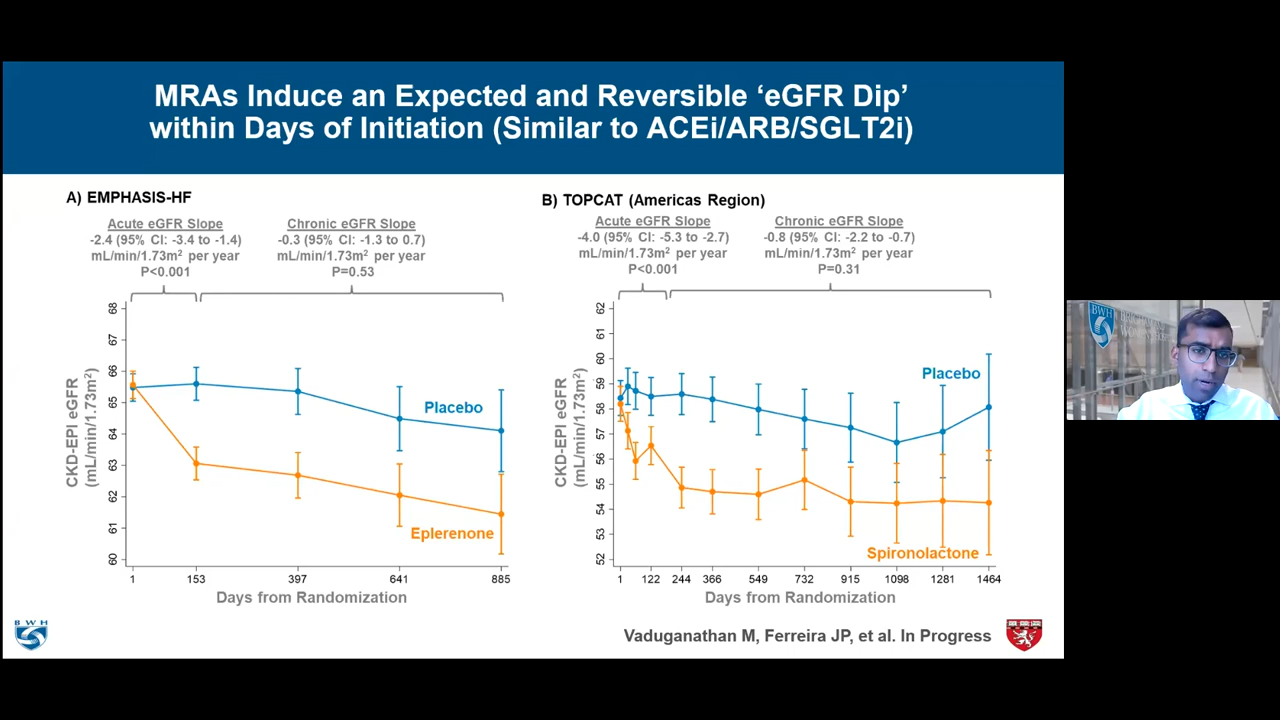 MRAs Induce an Expected and Reversible ‘eGFR Dip’
within Days of Initiation (Similar to ACEi/ARB/SGLT2i)
A) EMPHASIS-HF
Acute eGFR Slope
-2.4 (95% CI: -3.4 to -1.4)
mL/min/1.73m² per year
P<0.001
Chronic eGFR Slope
-0.3 (95% CI: -1.3 to 0.7)
mL/min/1.73m² per year
P=0.53
CKD-EPI eGFR
(mL/min/1.73m²)
68
67
66
65
64
63
62
61
60
Placebo
Eplerenone
1 153 397 641 885
Days from Randomization
B) TOPCAT (Americas Region)
Acute eGFR Slope
-4.0 (95% CI: -5.3 to -2.7)
mL/min/1.73m² per year
P<0.001
Chronic eGFR Slope
-0.8 (95% CI: -2.2 to -0.7)
mL/min/1.73m² per year
P=0.31
CKD-EPI eGFR
(mL/min/1.73m²)
62
61
60
59
58
57
56
55
54
53
52
Placebo
Spironolactone
1 122 244 366 549 732 915 1098 1281 1464
Days from Randomization
BWH
Vaduganathan M, Ferreira JP, et al. In Progress
BWH